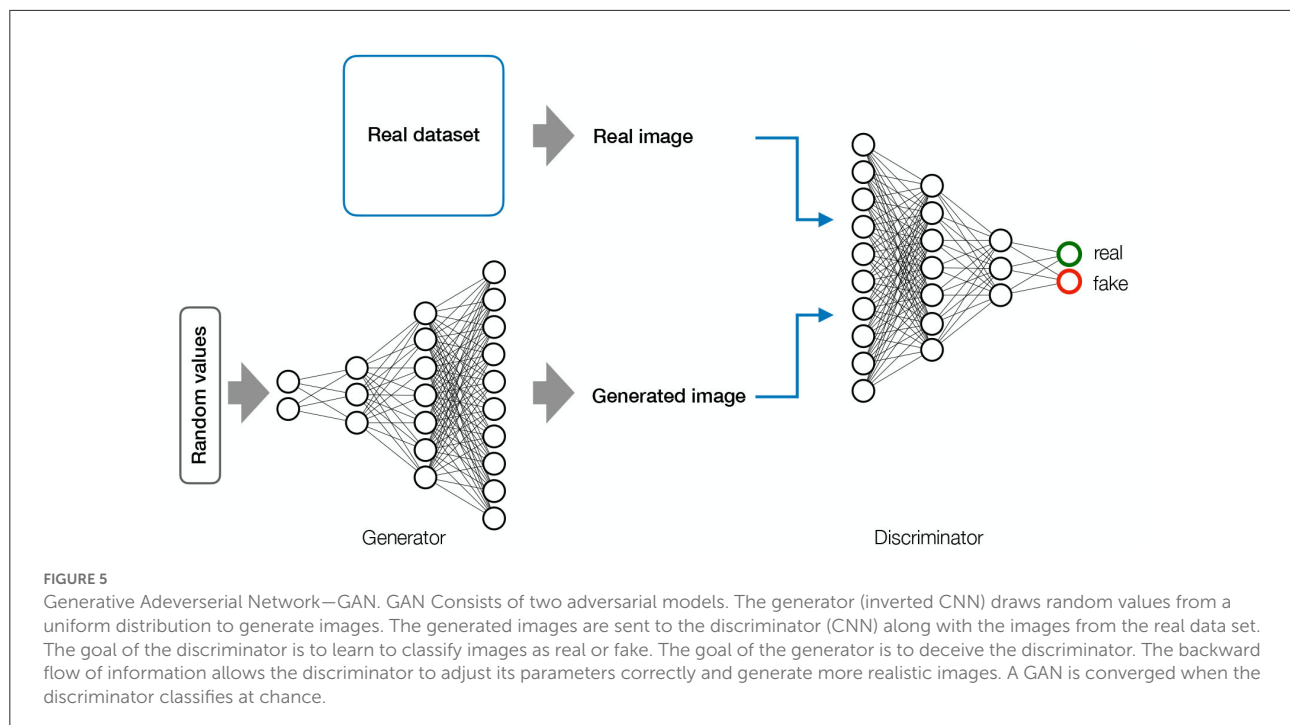 Real dataset
Real image
real
fake
Random values
Generated image
Generator
Discriminator
FIGURE 5
Generative Adeverserial Network—GAN. GAN Consists of two adversarial models. The generator (inverted CNN) draws random values from a
uniform distribution to generate images. The generated images are sent to the discriminator (CNN) along with the images from the real data set.
The goal of the discriminator is to learn to classify images as real or fake. The goal of the generator is to deceive the discriminator. The backward
flow of information allows the discriminator to adjust its parameters correctly and generate more realistic images. A GAN is converged when the
discriminator classifies at chance.